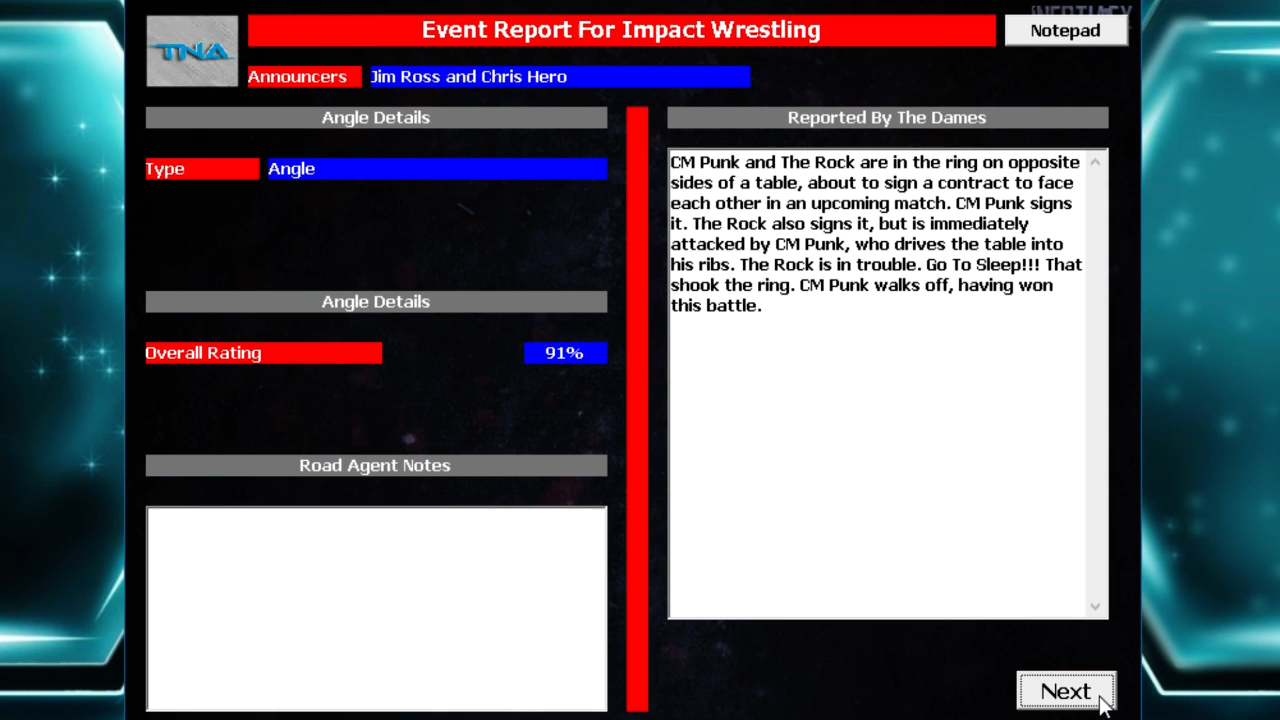 Event Report For Impact Wrestling
Notepad
TNA
Announcers
Jim Ross and Chris Hero
Angle Details
Type
Angle
Angle Details
Overall Rating
91%
Road Agent Notes
Reported By The Dames
CM Punk and The Rock are in the ring on opposite
sides of a table, about to sign a contract to face
each other in an upcoming match. CM Punk signs
it. The Rock also signs it, but is immediately
attacked by CM Punk, who drives the table into
his ribs. The Rock is in trouble. Go To Sleep!!! That
shook the ring. CM Punk walks off, having won
this battle.
Next